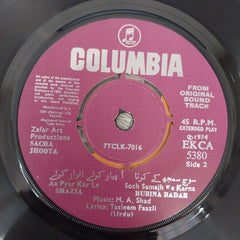 COLUMBIA
FROM
ORIGINAL
SOUND
TRACK
7TCLK-7016
45 R.P.M.
EXTENDED PLAY
℗ 1974
EKCA
5380
Side 2
Zafar Art
Productions
SACHA
JHOOTA
Aa Pyar Kar Le
SHAZIA
Soch Samajh Ke Karna
RUBINA BADAR
Music: M. A. Shad
Lyrics: Tasleem Faazli
(Urdu)